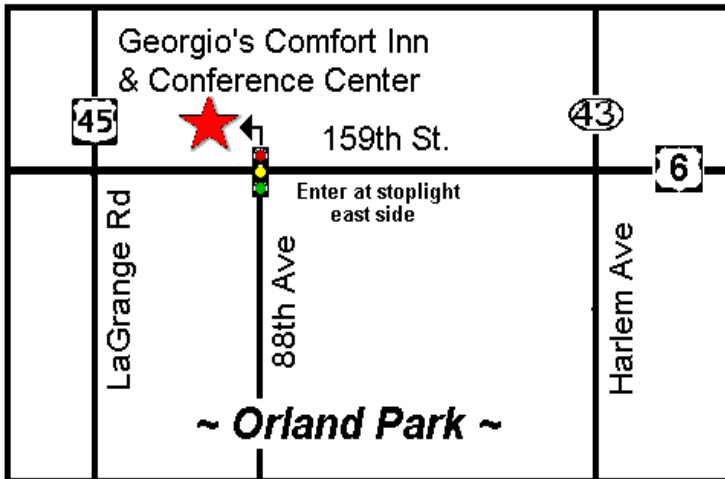 Georgio's Comfort Inn
& Conference Center
45
43
159th St.
6
Enter at stoplight
east side
LaGrange Rd
88th Ave
Harlem Ave
~ Orland Park ~